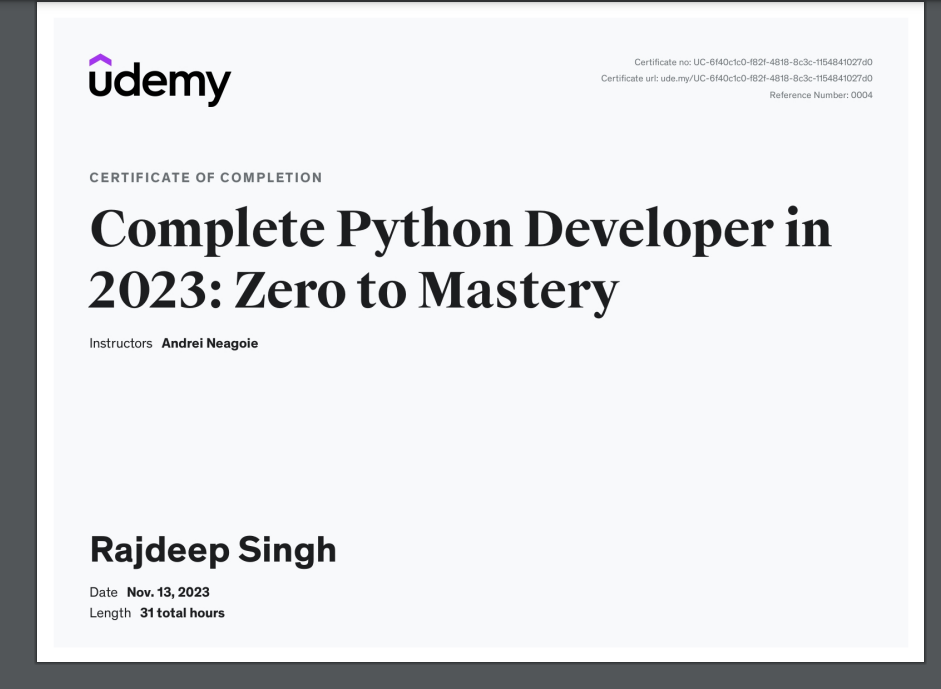 udemy
Certificate no: UC-6f40c1c0-f82f-4818-8c3c-1154841027d0
Certificate url: ude.my/UC-6f40c1c0-f82f-4818-8c3c-1154841027d0
Reference Number: 0004
CERTIFICATE OF COMPLETION
Complete Python Developer in
2023: Zero to Mastery
Instructors Andrei Neagoie
Rajdeep Singh
Date Nov. 13, 2023
Length 31 total hours